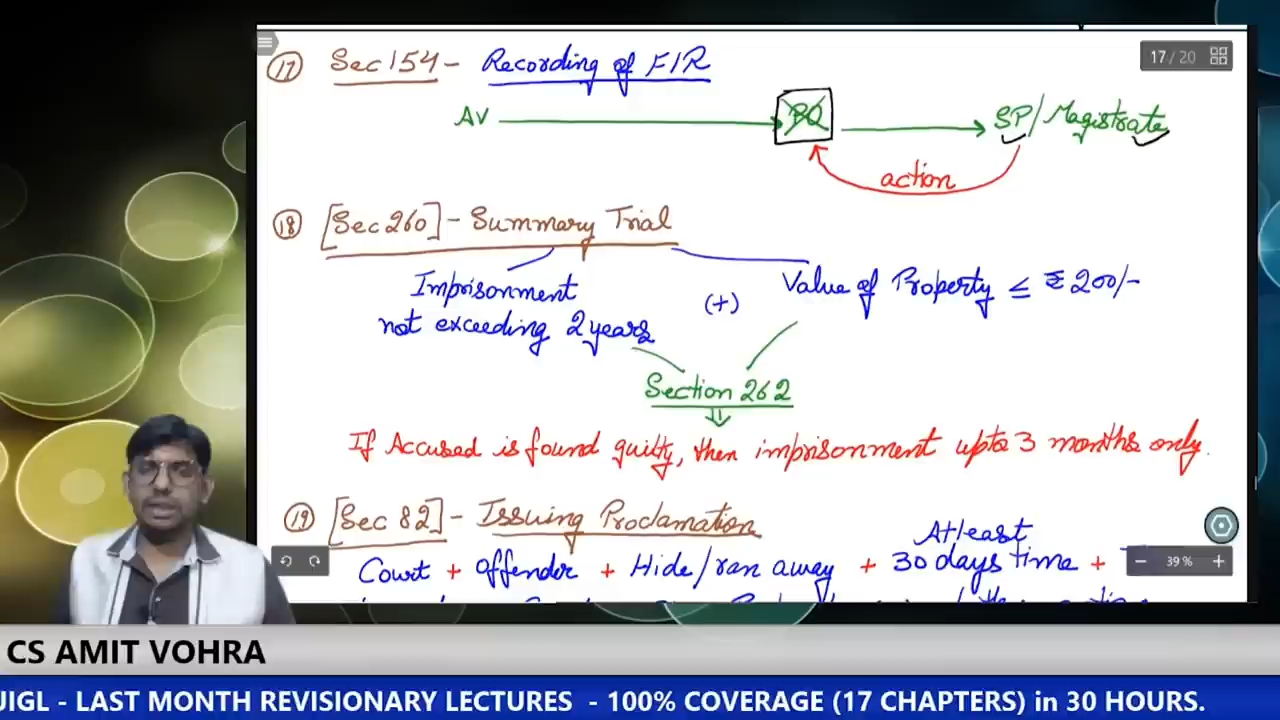 17 / 20
17 Sec 154 - Recording of FIR
AV PO SP/Magistrate
action
18 [Sec 260] - Summary Trial
Imprisonment not exceeding 2 years
(+)
Value of Property ≤ ₹200/-
Section 262
If Accused is found guilty, then imprisonment upto 3 months only.
19 [Sec 82] - Issuing Proclamation
Atleast
Court + offender + Hide/ran away + 30 days time +
39 %
CS AMIT VOHRA
JIGL - LAST MONTH REVISIONARY LECTURES - 100% COVERAGE (17 CHAPTERS) in 30 HOURS.